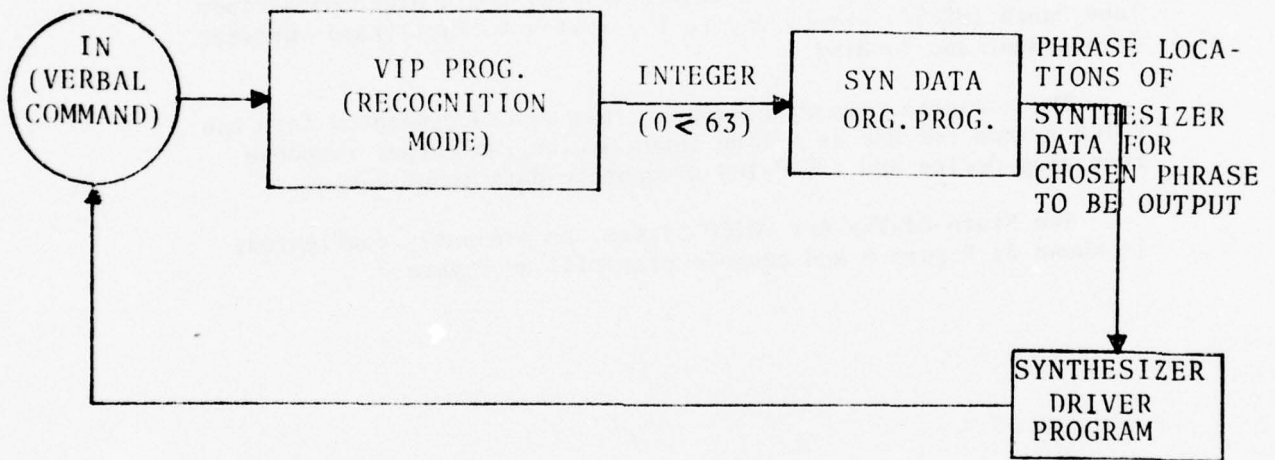 IN
(VERBAL
COMMAND)
VIP PROG.
(RECOGNITION
MODE)
INTEGER
(0 ⋜ 63)
SYN DATA
ORG.PROG.
PHRASE LOCA-
TIONS OF
SYNTHESIZER
DATA FOR
CHOSEN PHRASE
TO BE OUTPUT
SYNTHESIZER
DRIVER
PROGRAM